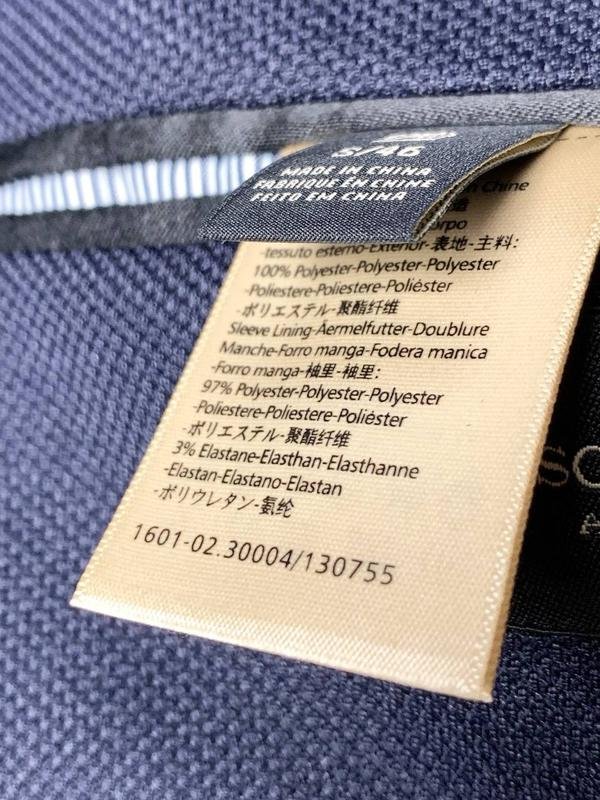 S/46
MADE IN CHINA
FABRIQUÉ EN CHINE
FEITO EM CHINA
Chine
造
orpo
-tessuto esterno-Exterior-表地-主料:
100% Polyester-Polyester-Polyester
-Poliestere-Poliestere-Poliéster
-ポリエステル-聚酯纤维
Sleeve Lining-Ärmelfutter-Doublure
Manche-Forro manga-Fodera manica
-Forro manga-袖里-袖里:
97% Polyester-Polyester-Polyester
-Poliestere-Poliestere-Poliéster
-ポリエステル-聚酯纤维
3% Elastane-Elasthan-Elasthanne
-Elastan-Elastano-Elastan
-ポリウレタン-氨纶
1601-02.30004/130755
SC
A